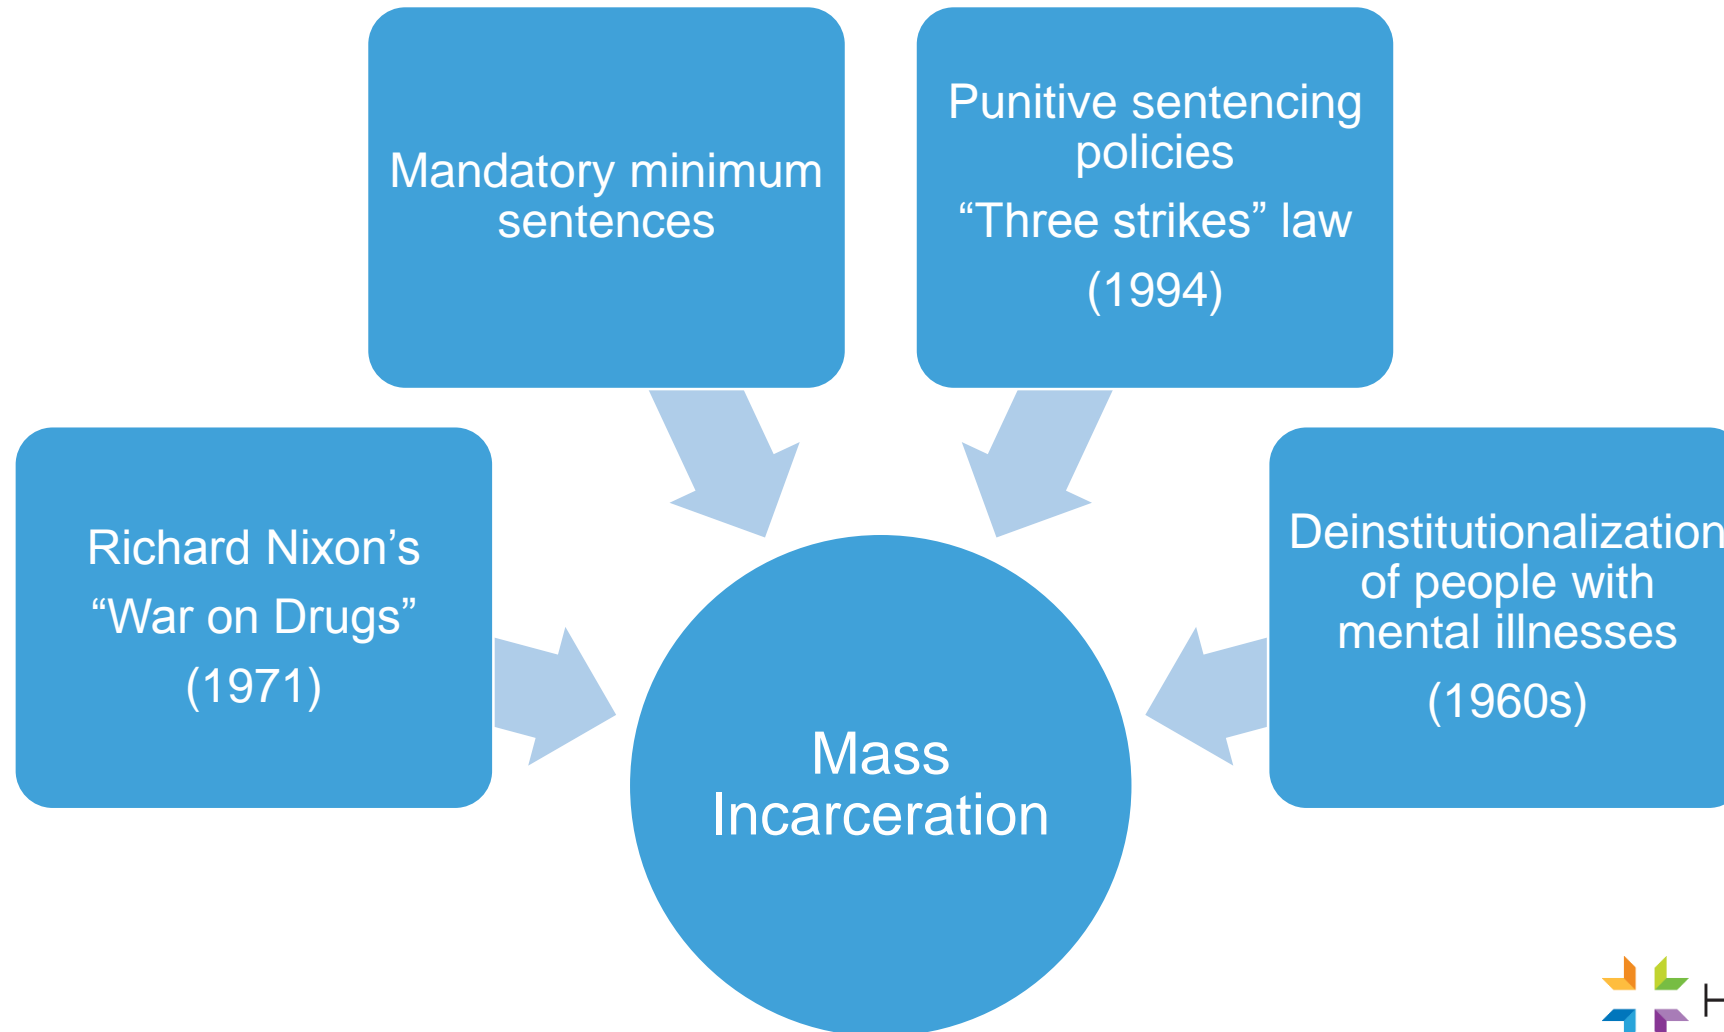 Mandatory minimum
sentences
Punitive sentencing
policies
“Three strikes” law
(1994)
Richard Nixon’s
“War on Drugs”
(1971)
Deinstitutionalization
of people with
mental illnesses
(1960s)
Mass
Incarceration